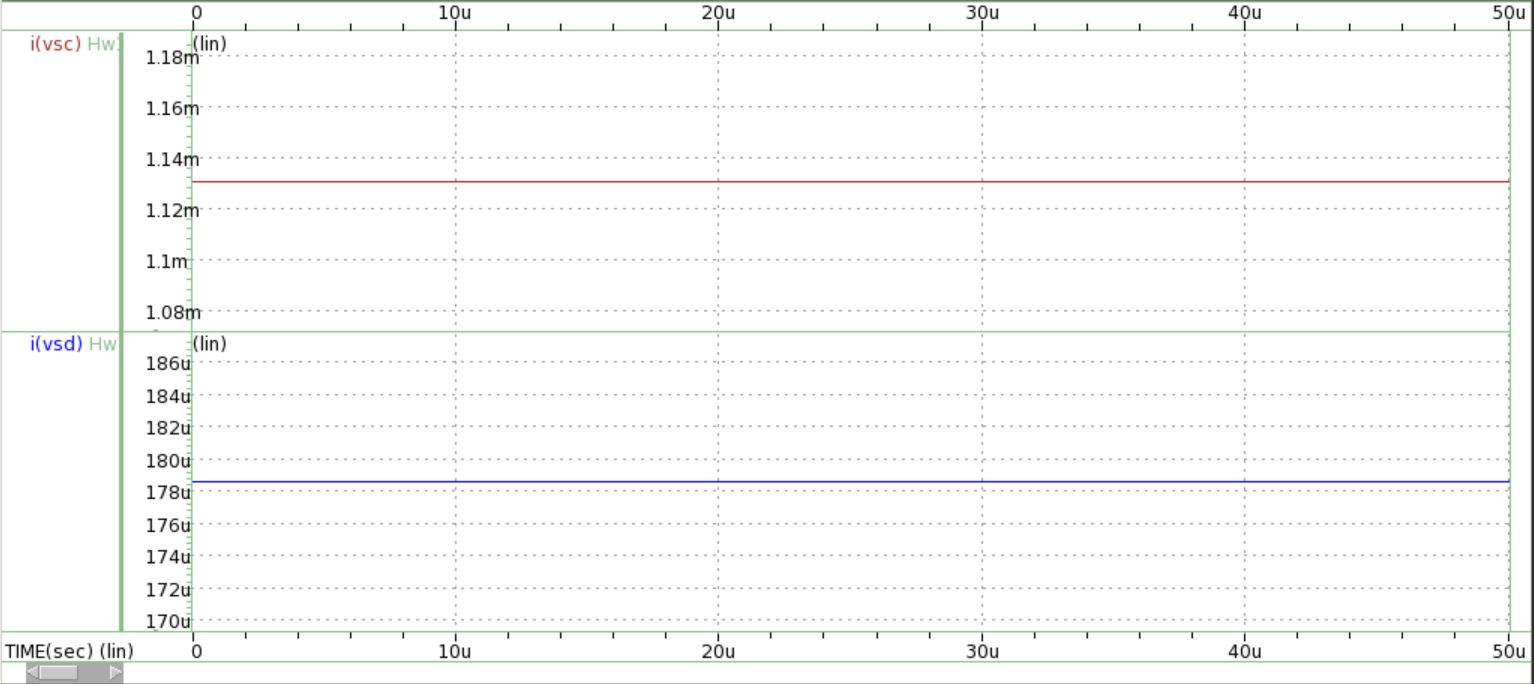 0 10u 20u 30u 40u 50u
i(vsc) Hw (lin)
1.18m
1.16m
1.14m
1.12m
1.1m
1.08m
i(vsd) Hw (lin)
186u
184u
182u
180u
178u
176u
174u
172u
170u
TIME(sec) (lin) 0 10u 20u 30u 40u 50u